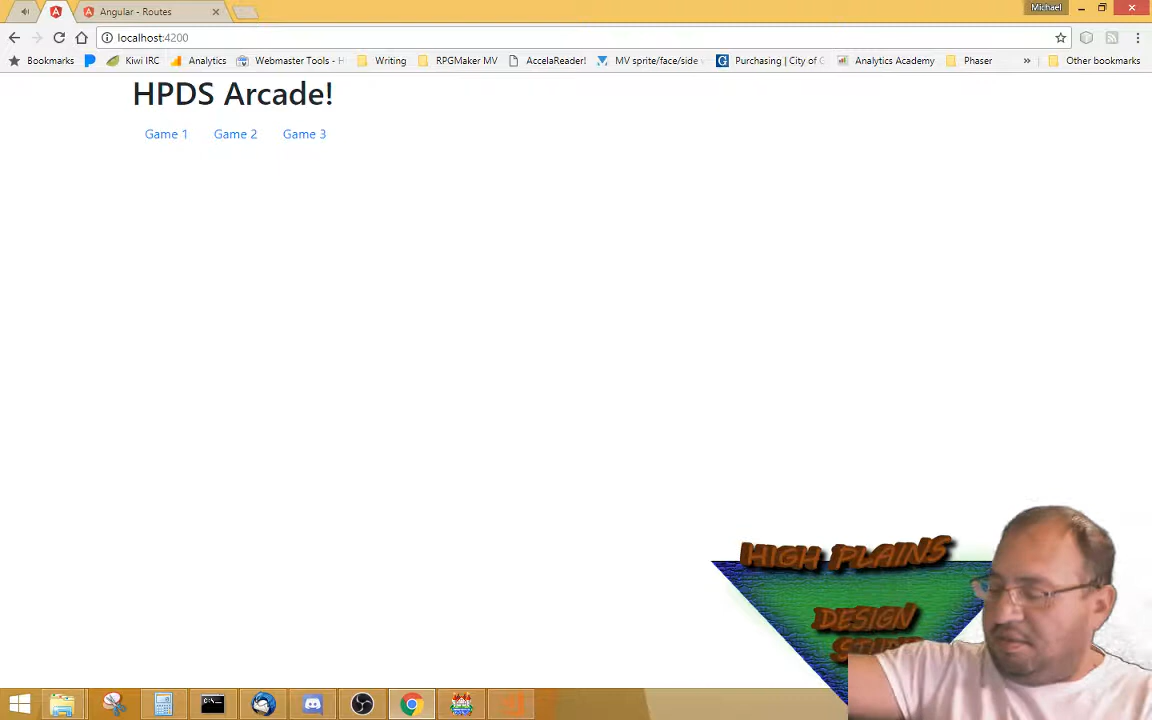 Michael
Angular - Routes
localhost:4200
Bookmarks
Kiwi IRC
Analytics
Webmaster Tools - H
Writing
RPGMaker MV
AccelaReader!
MV sprite/face/side
Purchasing | City of
Analytics Academy
Phaser
»
Other bookmarks
HPDS Arcade!
Game 1
Game 2
Game 3
HIGH PLAINS
DESIGN